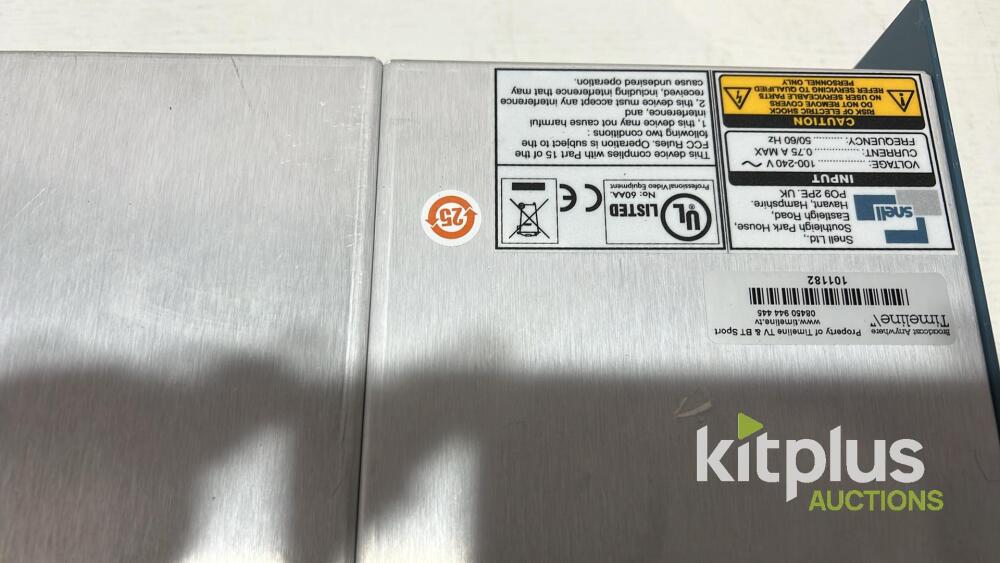 CAUTION
RISK OF ELECTRIC SHOCK
DO NOT REMOVE COVERS
NO USER SERVICEABLE PARTS
REFER SERVICING TO QUALIFIED
PERSONNEL ONLY
INPUT
VOLTAGE: ............ 100-240 V ~
CURRENT: ............ 0.75 A MAX
FREQUENCY: ............ 50/60 Hz
snell
Snell Ltd.,
Southleigh Park House,
Eastleigh Road,
Havant, Hampshire.
PO9 2PE. UK
This device complies with Part 15 of the
FCC Rules. Operation is subject to the
following two conditions :
1, this device may not cause harmful
interference, and
2, this device must accept any interference
received, including interference that may
cause undesired operation.
UL
®
LISTED
No: 60AA.
Professional Video Equipment
CE
25
Broadcast Anywhere
Timeline
Property of Timeline TV & BT Sport
www.timeline.tv
08450 944 445
101182
kitplus
AUCTIONS